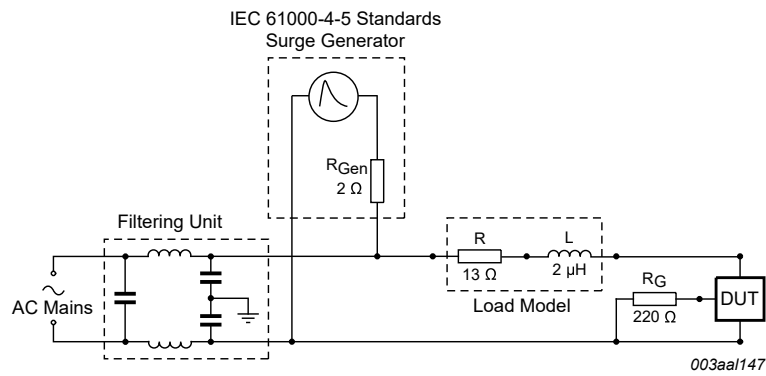 IEC 61000-4-5 Standards
Surge Generator
RGen
2 Ω
Filtering Unit
AC Mains
R
13 Ω
L
2 µH
Load Model
RG
220 Ω
DUT
003aal147